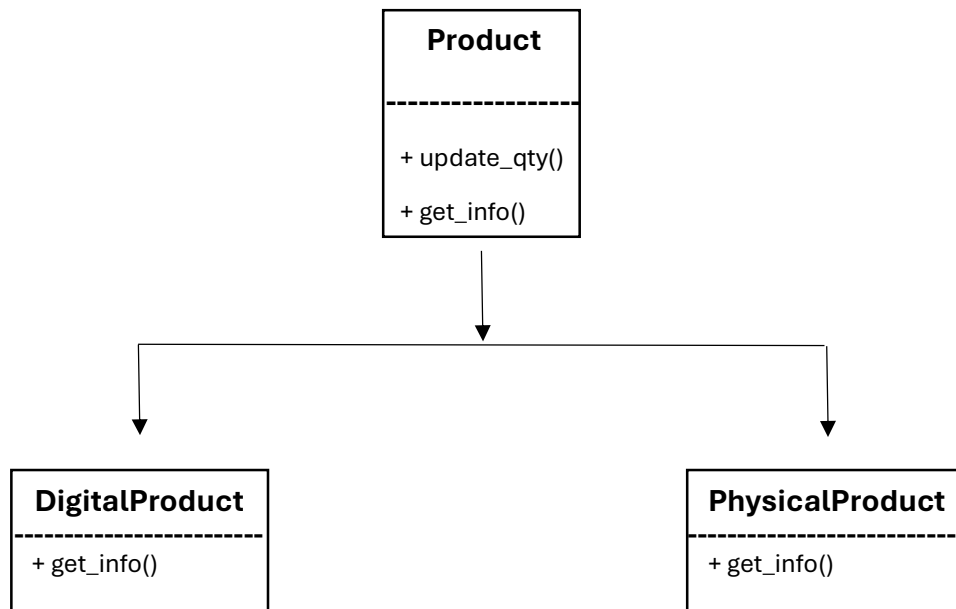 Product
+ update_qty()
+ get_info()
DigitalProduct
+ get_info()
PhysicalProduct
+ get_info()